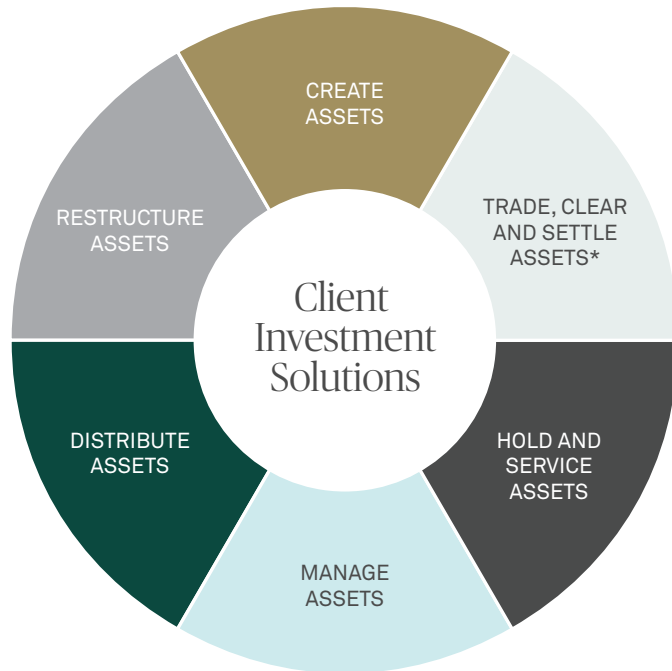 CREATE
ASSETS
TRADE, CLEAR
AND SETTLE
ASSETS*
HOLD AND
SERVICE
ASSETS
MANAGE
ASSETS
DISTRIBUTE
ASSETS
RESTRUCTURE
ASSETS
Client
Investment
Solutions